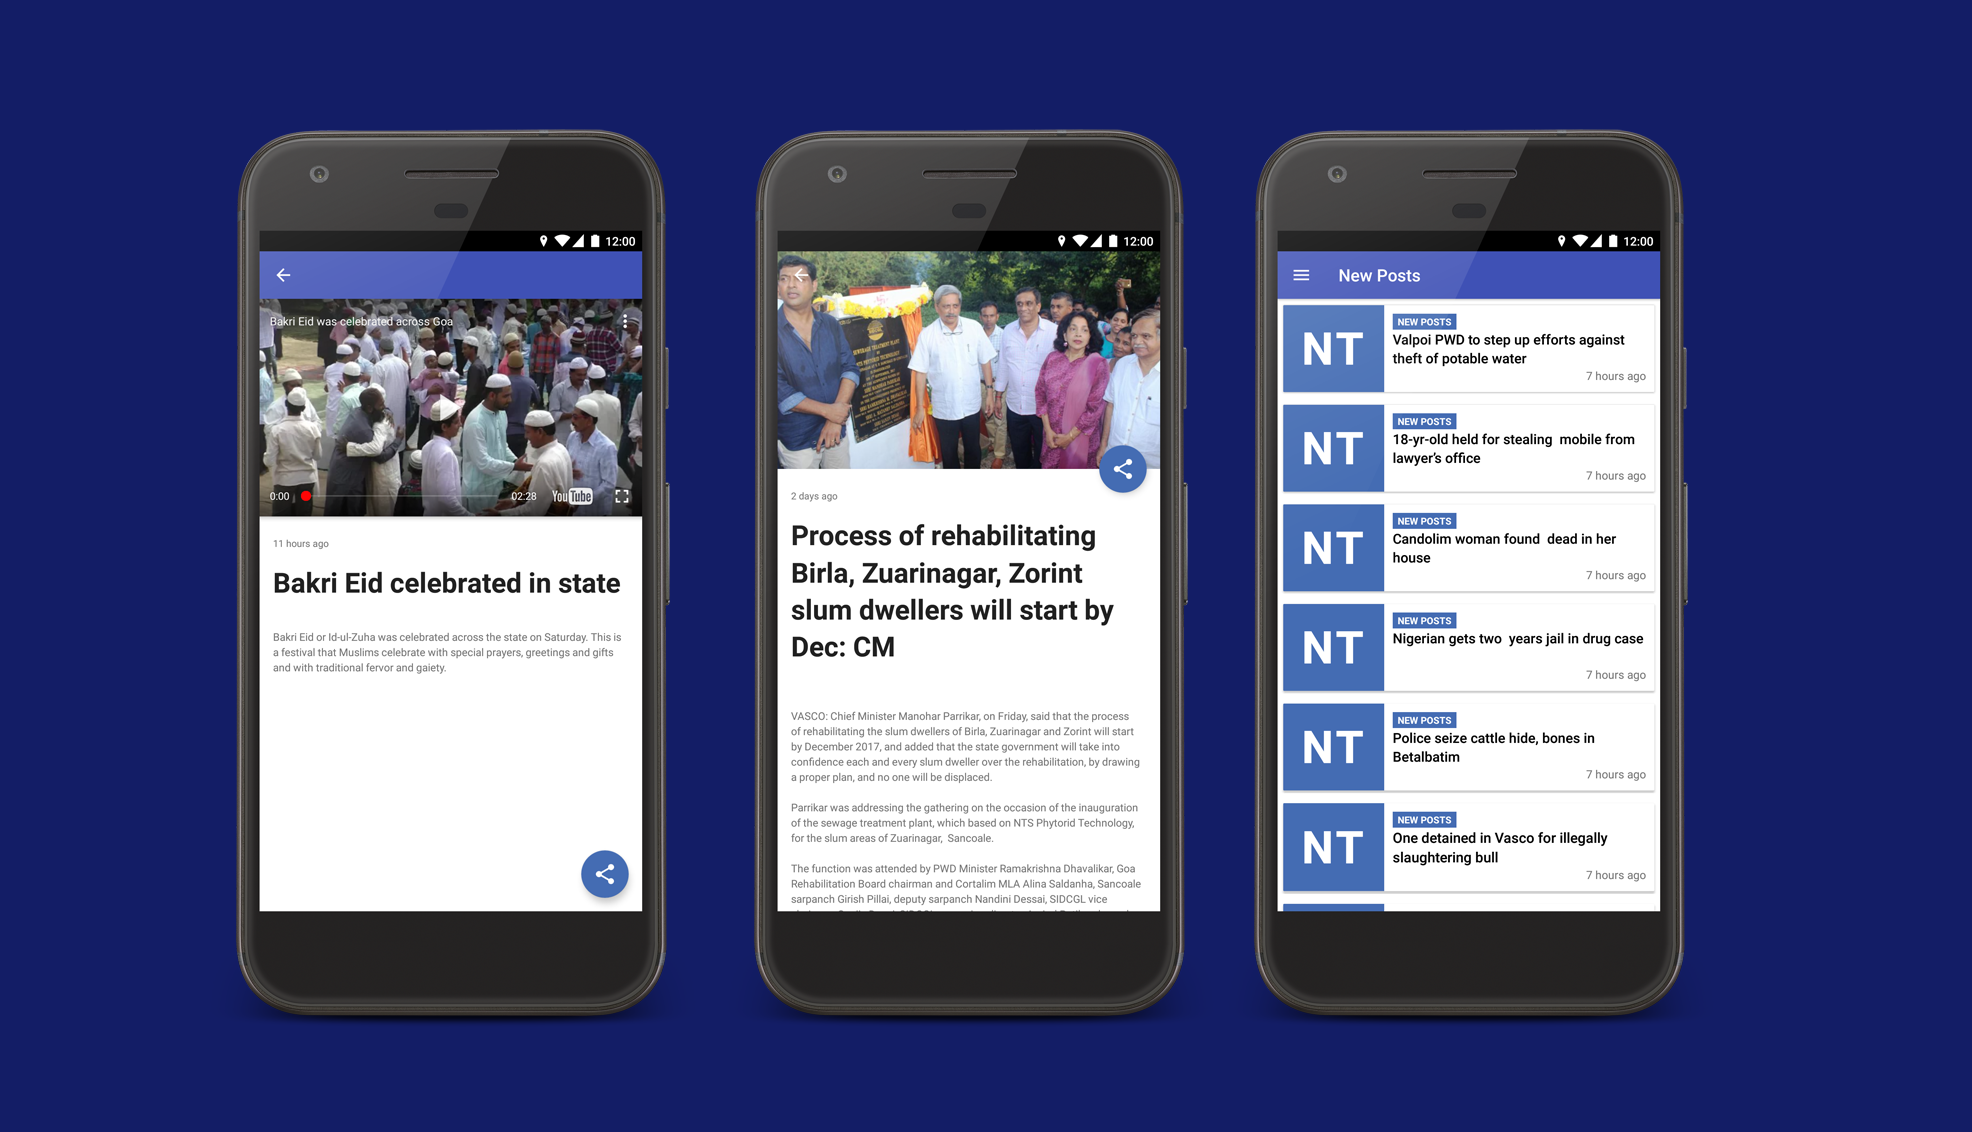 12:00
Bakri Eid was celebrated across Goa
0:00 02:28 YouTube
11 hours ago
Bakri Eid celebrated in state
Bakri Eid or Id-ul-Zuha was celebrated across the state on Saturday. This is
a festival that Muslims celebrate with special prayers, greetings and gifts
and with traditional fervor and gaiety.
12:00
SEWERAGE TREATMENT PLANT
2 days ago
Process of rehabilitating
Birla, Zuarinagar, Zorint
slum dwellers will start by
Dec: CM
VASCO: Chief Minister Manohar Parrikar, on Friday, said that the process
of rehabilitating the slum dwellers of Birla, Zuarinagar and Zorint will start
by December 2017, and added that the state government will take into
confidence each and every slum dweller over the rehabilitation, by drawing
a proper plan, and no one will be displaced.
Parrikar was addressing the gathering on the occasion of the inauguration
of the sewage treatment plant, which based on NTS Phytorid Technology,
for the slum areas of Zuarinagar, Sancoale.
The function was attended by PWD Minister Ramakrishna Dhavalikar, Goa
Rehabilitation Board chairman and Cortalim MLA Alina Saldanha, Sancoale
sarpanch Girish Pillai, deputy sarpanch Nandini Dessai, SIDCGL vice
12:00
New Posts
NT
NEW POSTS
Valpoi PWD to step up efforts against
theft of potable water
7 hours ago
NT
NEW POSTS
18-yr-old held for stealing mobile from
lawyer's office
7 hours ago
NT
NEW POSTS
Candolim woman found dead in her
house
7 hours ago
NT
NEW POSTS
Nigerian gets two years jail in drug case
7 hours ago
NT
NEW POSTS
Police seize cattle hide, bones in
Betalbatim
7 hours ago
NT
NEW POSTS
One detained in Vasco for illegally
slaughtering bull
7 hours ago